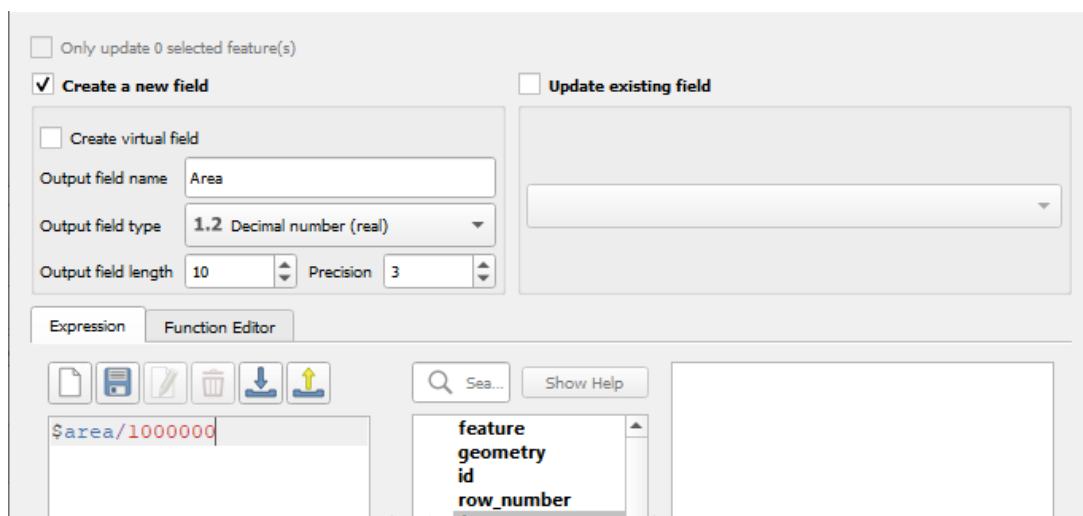 Only update 0 selected feature(s)
Create a new field
Update existing field
Create virtual field
Output field name Area
Output field type 1.2 Decimal number (real)
Output field length 10 Precision 3
Expression Function Editor
Sea... Show Help
$area/1000000
feature
geometry
id
row_number